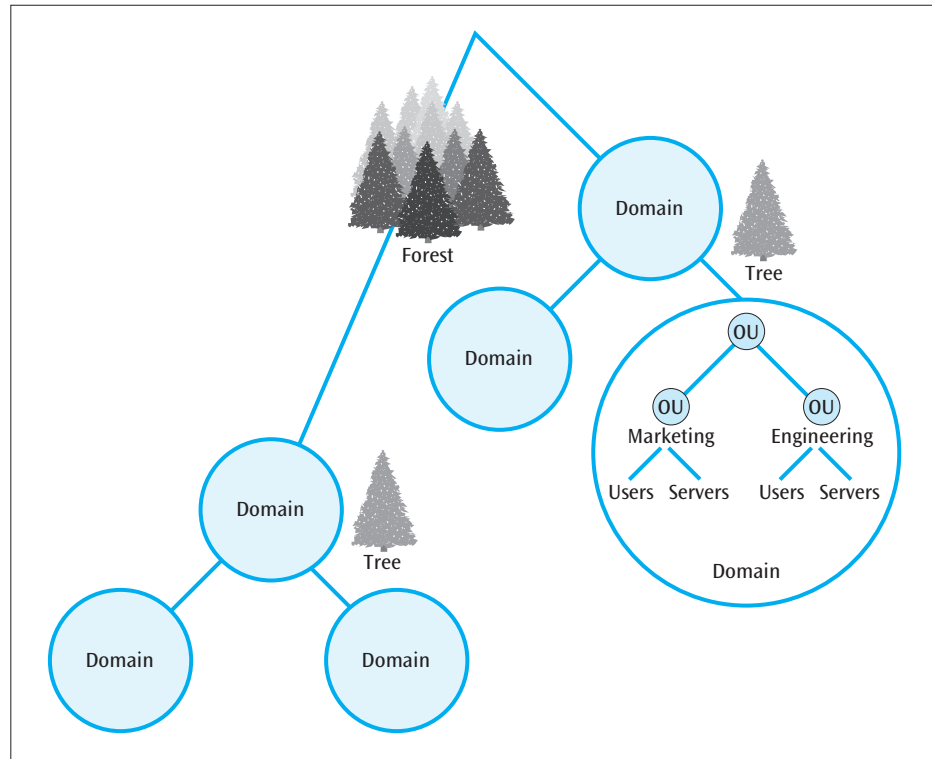 Domain
Forest
Tree
Domain
OU
OU
OU
Marketing
Engineering
Users
Servers
Users
Servers
Domain
Domain
Tree
Domain
Domain